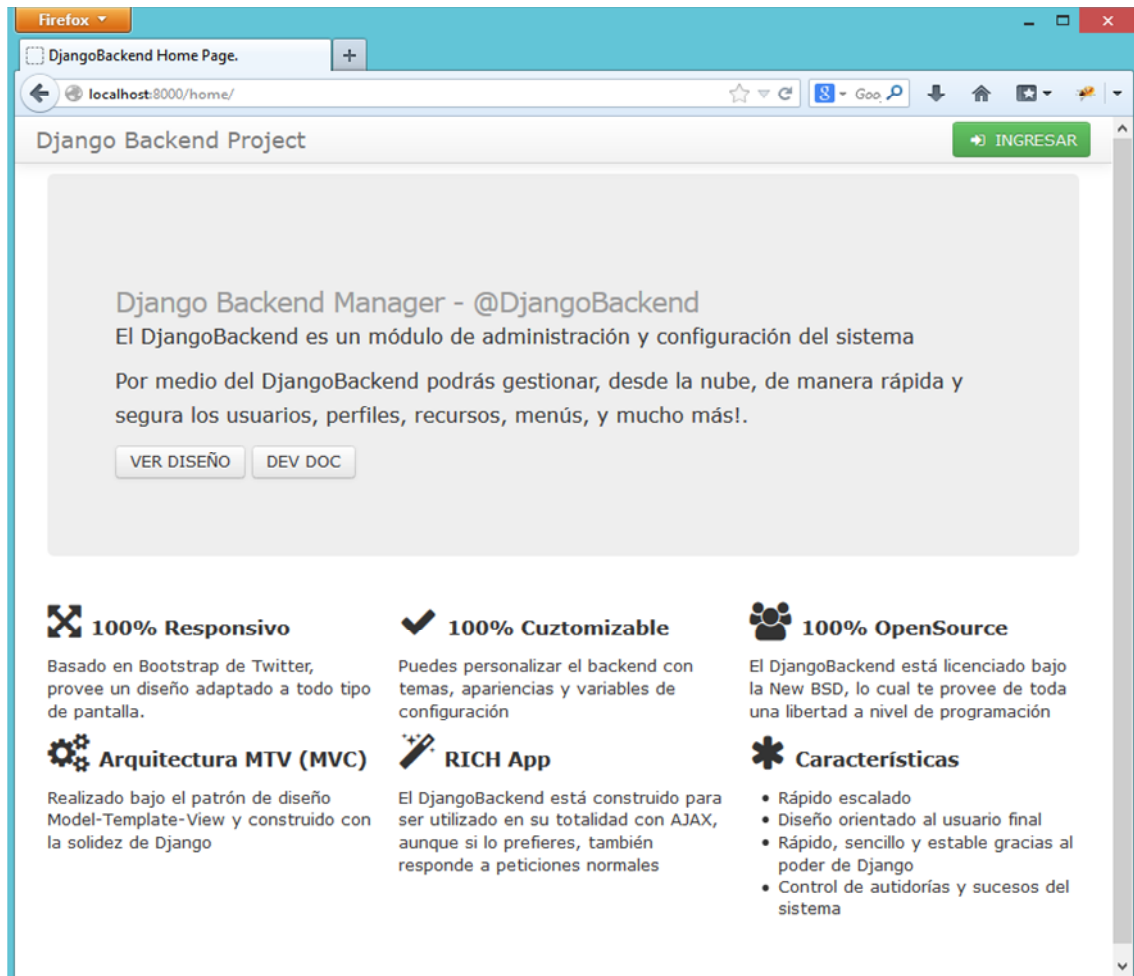 Firefox
DjangoBackend Home Page.
localhost:8000/home/
Goo
Django Backend Project
INGRESAR
Django Backend Manager - @DjangoBackend
El DjangoBackend es un módulo de administración y configuración del sistema
Por medio del DjangoBackend podrás gestionar, desde la nube, de manera rápida y
segura los usuarios, perfiles, recursos, menús, y mucho más!.
VER DISEÑO
DEV DOC
100% Responsivo
Basado en Bootstrap de Twitter,
provee un diseño adaptado a todo tipo
de pantalla.
100% Cuztomizable
Puedes personalizar el backend con
temas, apariencias y variables de
configuración
100% OpenSource
El DjangoBackend está licenciado bajo
la New BSD, lo cual te provee de toda
una libertad a nivel de programación
Arquitectura MTV (MVC)
Realizado bajo el patrón de diseño
Model-Template-View y construido con
la solidez de Django
RICH App
El DjangoBackend está construido para
ser utilizado en su totalidad con AJAX,
aunque si lo prefieres, también
responde a peticiones normales
Características
• Rápido escalado
• Diseño orientado al usuario final
• Rápido, sencillo y estable gracias al
poder de Django
• Control de autidorías y sucesos del
sistema